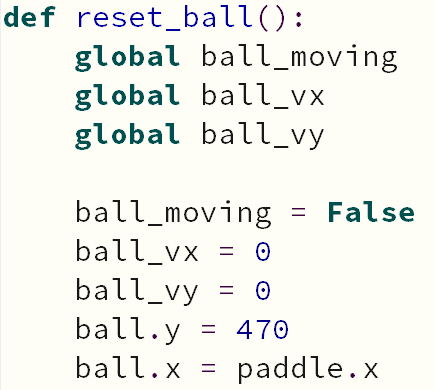 def reset_ball():
    global ball_moving
    global ball_vx
    global ball_vy

    ball_moving = False
    ball_vx = 0
    ball_vy = 0
    ball.y = 470
    ball.x = paddle.x